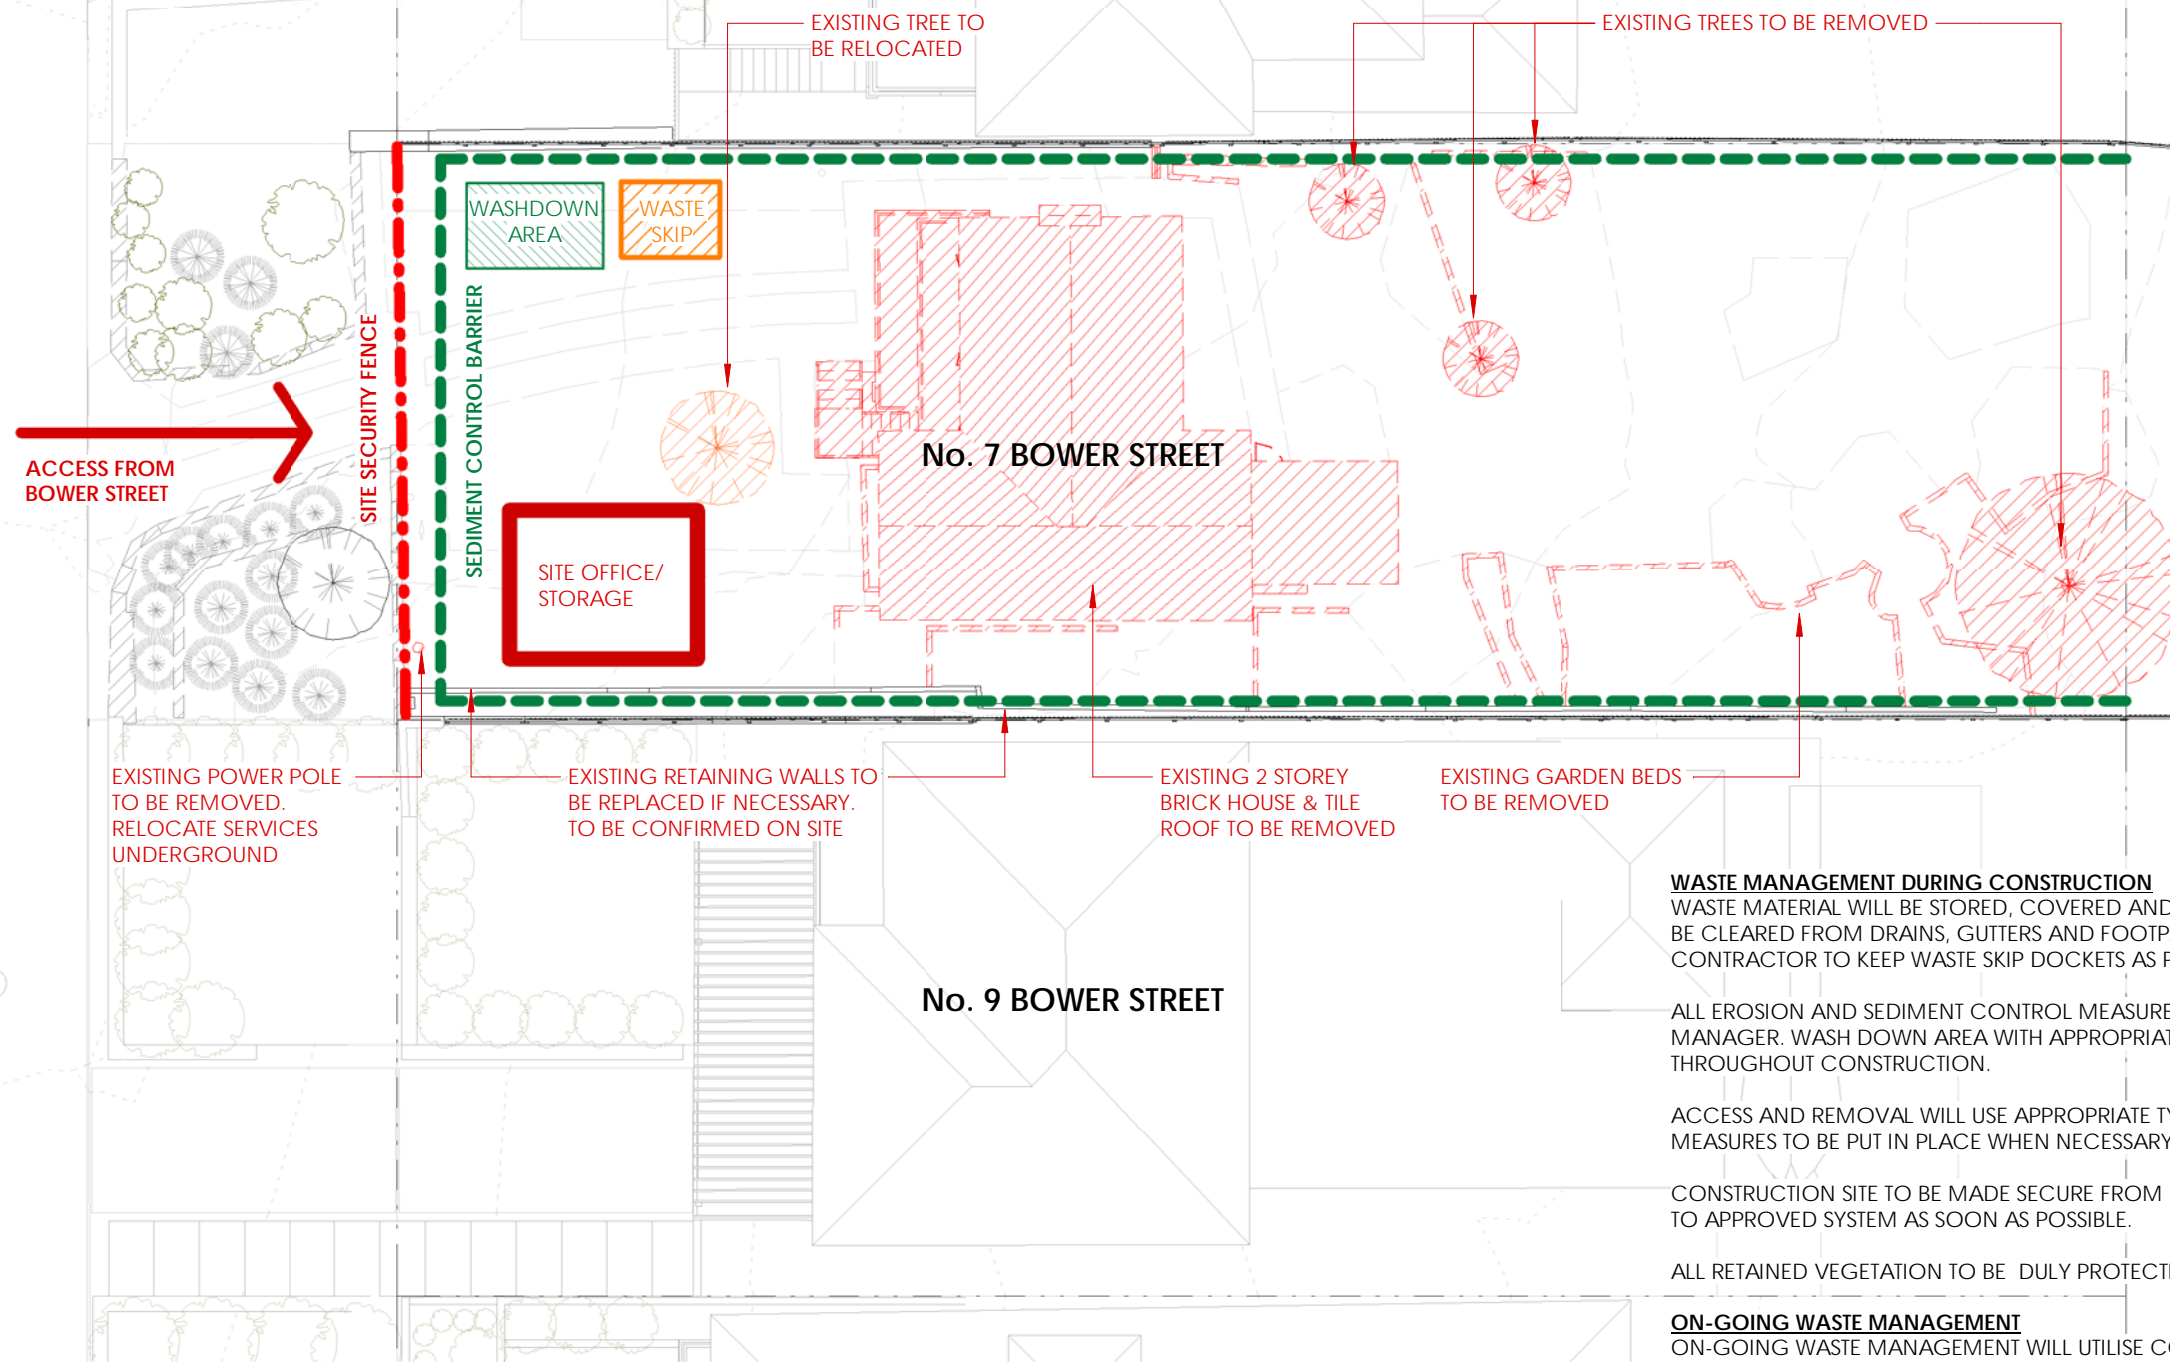 EXISTING TREE TO
BE RELOCATED
EXISTING TREES TO BE REMOVED
WASHDOWN
AREA
WASTE
SKIP
SITE SECURITY FENCE
SEDIMENT CONTROL BARRIER
ACCESS FROM
BOWER STREET
No. 7 BOWER STREET
SITE OFFICE/
STORAGE
EXISTING POWER POLE
TO BE REMOVED.
RELOCATE SERVICES
UNDERGROUND
EXISTING RETAINING WALLS TO
BE REPLACED IF NECESSARY.
TO BE CONFIRMED ON SITE
EXISTING 2 STOREY
BRICK HOUSE & TILE
ROOF TO BE REMOVED
EXISTING GARDEN BEDS
TO BE REMOVED
No. 9 BOWER STREET
WASTE MANAGEMENT DURING CONSTRUCTION
WASTE MATERIAL WILL BE STORED, COVERED AND
BE CLEARED FROM DRAINS, GUTTERS AND
CONTRACTOR TO KEEP WASTE SKIP DOCKETS AS
ALL EROSION AND SEDIMENT CONTROL
MANAGER. WASH DOWN AREA WITH
THROUGHOUT CONSTRUCTION.
ACCESS AND REMOVAL WILL USE APPROPRIATE
MEASURES TO BE PUT IN PLACE WHEN NECESSARY
CONSTRUCTION SITE TO BE MADE SECURE FROM
TO APPROVED SYSTEM AS SOON AS POSSIBLE.
ALL RETAINED VEGETATION TO BE DULY
ON-GOING WASTE MANAGEMENT
ON-GOING WASTE MANAGEMENT WILL UTILISE